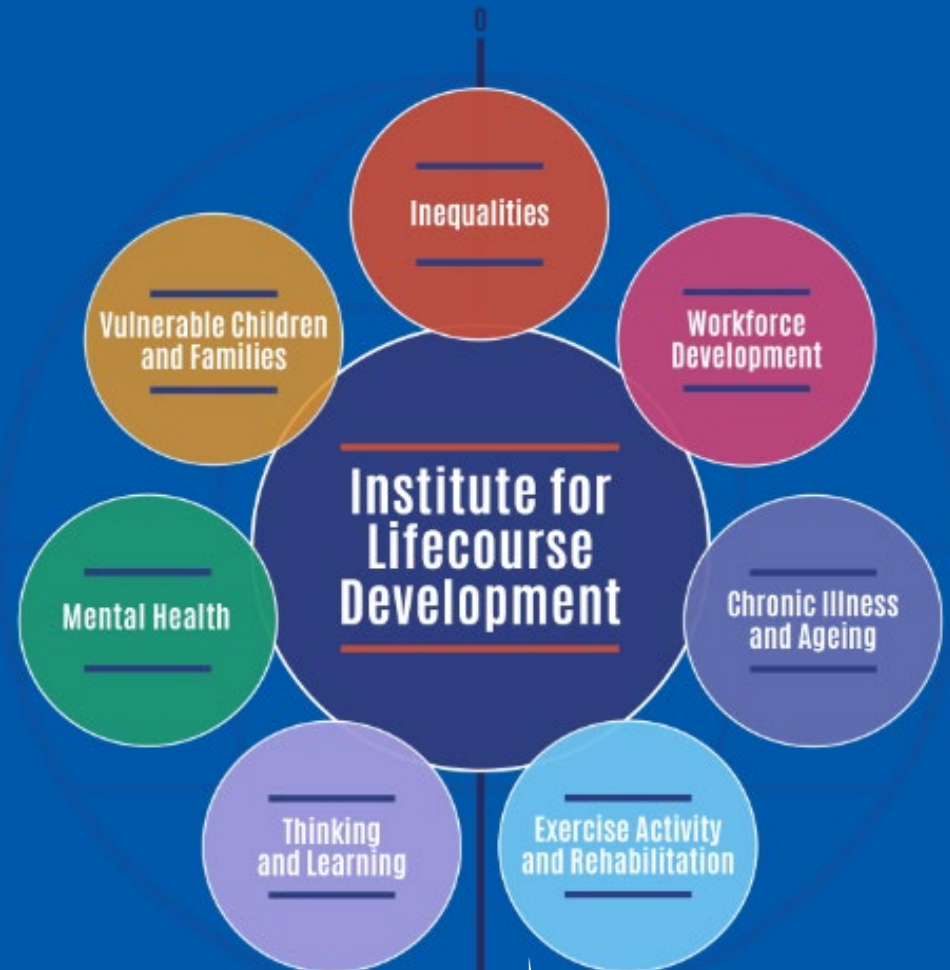 0
Inequalities
Vulnerable Children
and Families
Workforce
Development
Institute for
Lifecourse
Development
Mental Health
Chronic Illness
and Ageing
Thinking
and Learning
Exercise Activity
and Rehabilitation